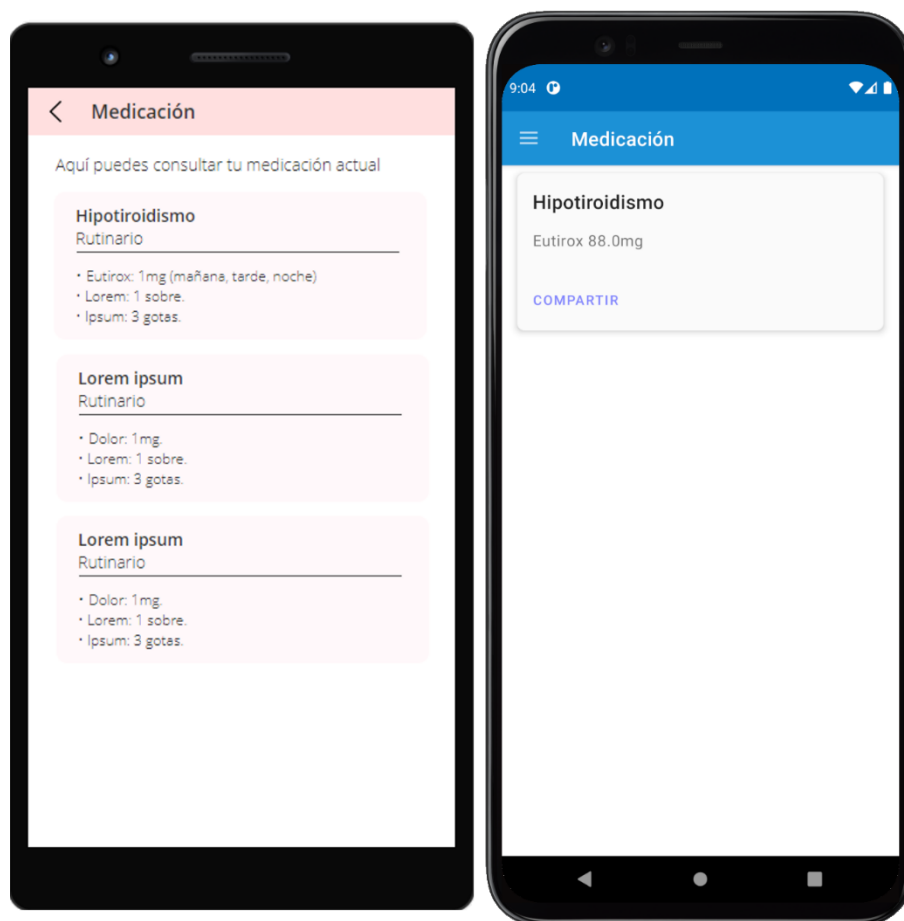 Medicación
Aquí puedes consultar tu medicación actual
Hipotiroidismo
Rutinario
• Eutirox: 1mg (mañana, tarde, noche)
• Lorem: 1 sobre.
• Ipsum: 3 gotas.
Lorem ipsum
Rutinario
• Dolor: 1mg.
• Lorem: 1 sobre.
• Ipsum: 3 gotas.
Lorem ipsum
Rutinario
• Dolor: 1mg.
• Lorem: 1 sobre.
• Ipsum: 3 gotas.
9:04
Medicación
Hipotiroidismo
Eutirox 88.0mg
COMPARTIR